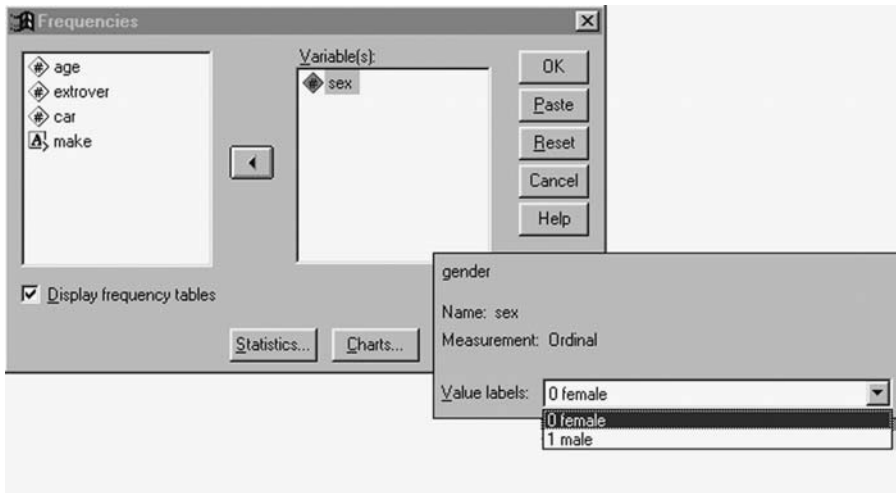 Frequencies
age
extrover
car
make
Variable(s):
sex
OK
Paste
Reset
Cancel
Help
Display frequency tables
Statistics...
Charts...
gender
Name: sex
Measurement: Ordinal
Value labels: 0 female
0 female
1 male